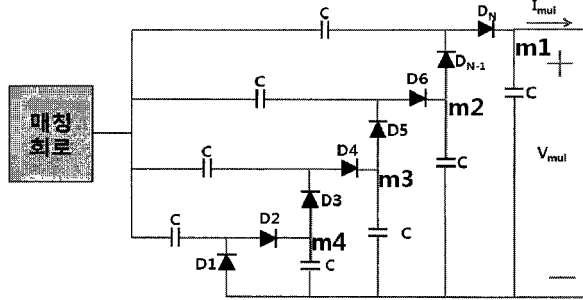 C
D_N
I_mul
m1
+
C
D6
D_N-1
C
m2
매칭
회로
D5
C
V_mul
C
D4
m3
D3
C
C
D2
m4
D1
C
—